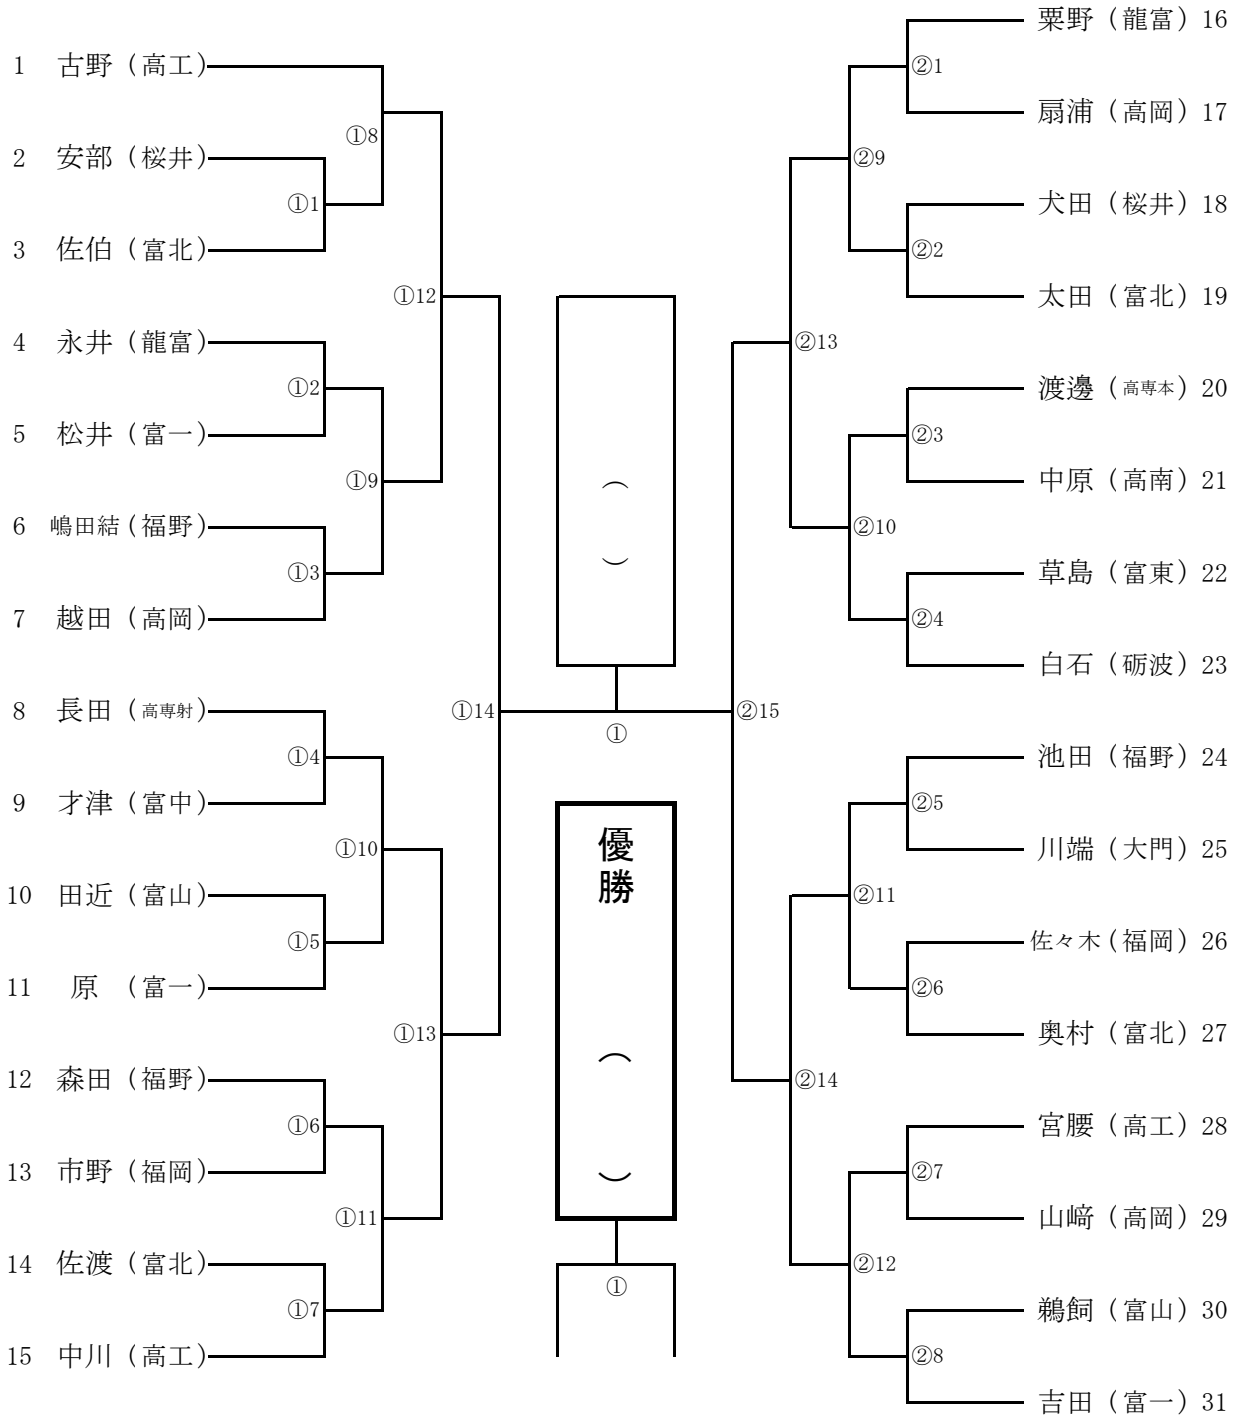 1 古野（高工）
①8
2 安部（桜井）
①1
3 佐伯（富北）
①12
4 永井（龍富）
①2
5 松井（富一）
①9
6 嶋田結（福野）
①3
7 越田（高岡）
①14
8 長田（高専射）
①4
9 才津（富中）
①10
10 田近（富山）
①5
11 原 （富一）
①13
12 森田（福野）
①6
13 市野（福岡）
①11
14 佐渡（富北）
①7
15 中川（高工）
（ ）
①
優勝
（ ）
①
粟野（龍富）16
②1
扇浦（高岡）17
②9
犬田（桜井）18
②2
太田（富北）19
②13
渡邊（高専本）20
②3
中原（高南）21
②10
草島（富東）22
②4
白石（砺波）23
②15
池田（福野）24
②5
川端（大門）25
②11
佐々木（福岡）26
②6
奥村（富北）27
②14
宮腰（高工）28
②7
山﨑（高岡）29
②12
鵜飼（富山）30
②8
吉田（富一）31